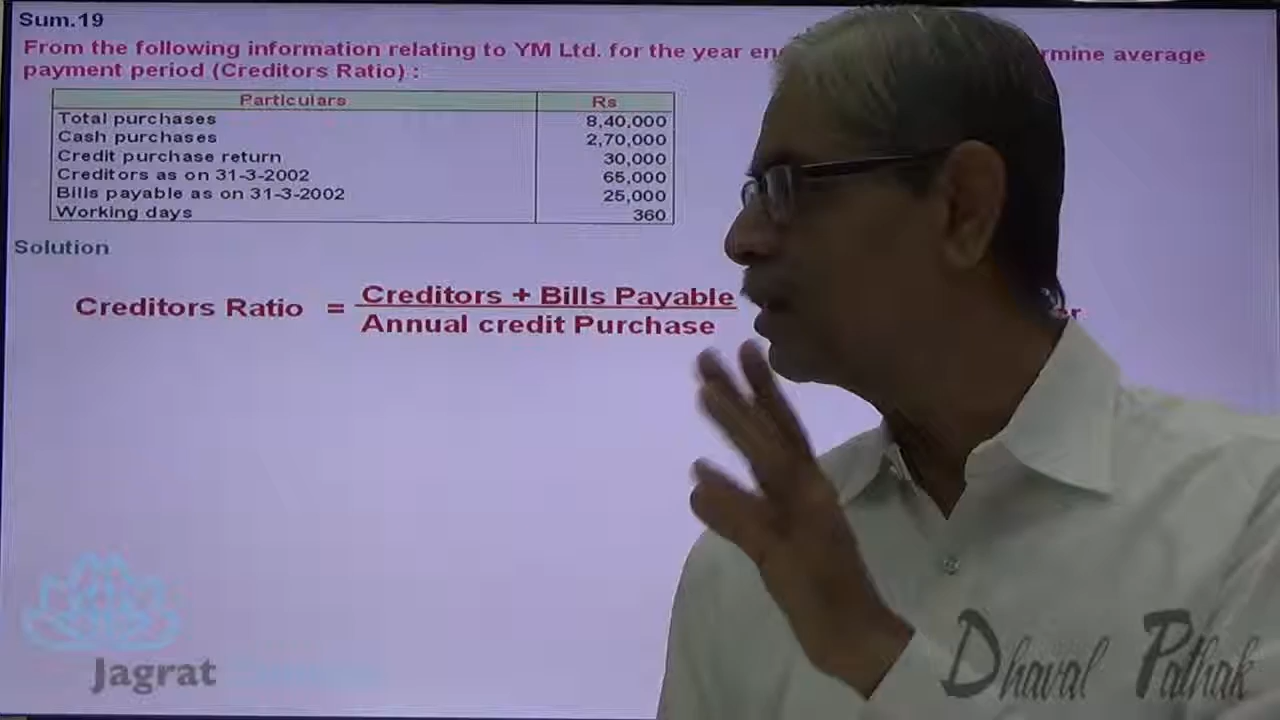 Sum.19
From the following information relating to YM Ltd. for the year average
payment period (Creditors Ratio) :
Particulars Rs
Total purchases 8,40,000
Cash purchases 2,70,000
Credit purchase return 30,000
Creditors as on 31-3-2002 65,000
Bills payable as on 31-3-2002 25,000
Working days 360
Solution
Creditors Ratio = Creditors + Bills Payable
Annual credit Purchase
Jagrat
Dhaval Pathak